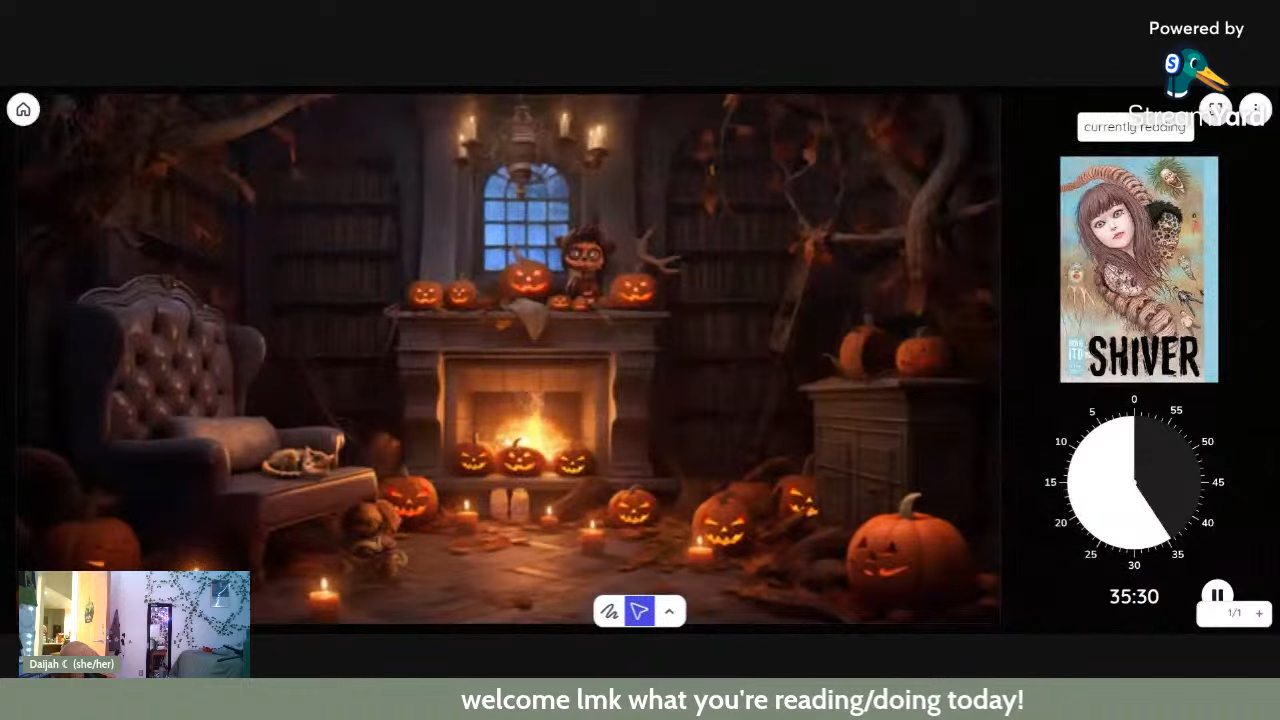 Powered by
StreamYard
currently reading
SHIVER
0
5
55
10
50
15
45
20
40
25
35
30
35:30
1/1 +
Daijah ☾ (she/her)
welcome lmk what you're reading/doing today!